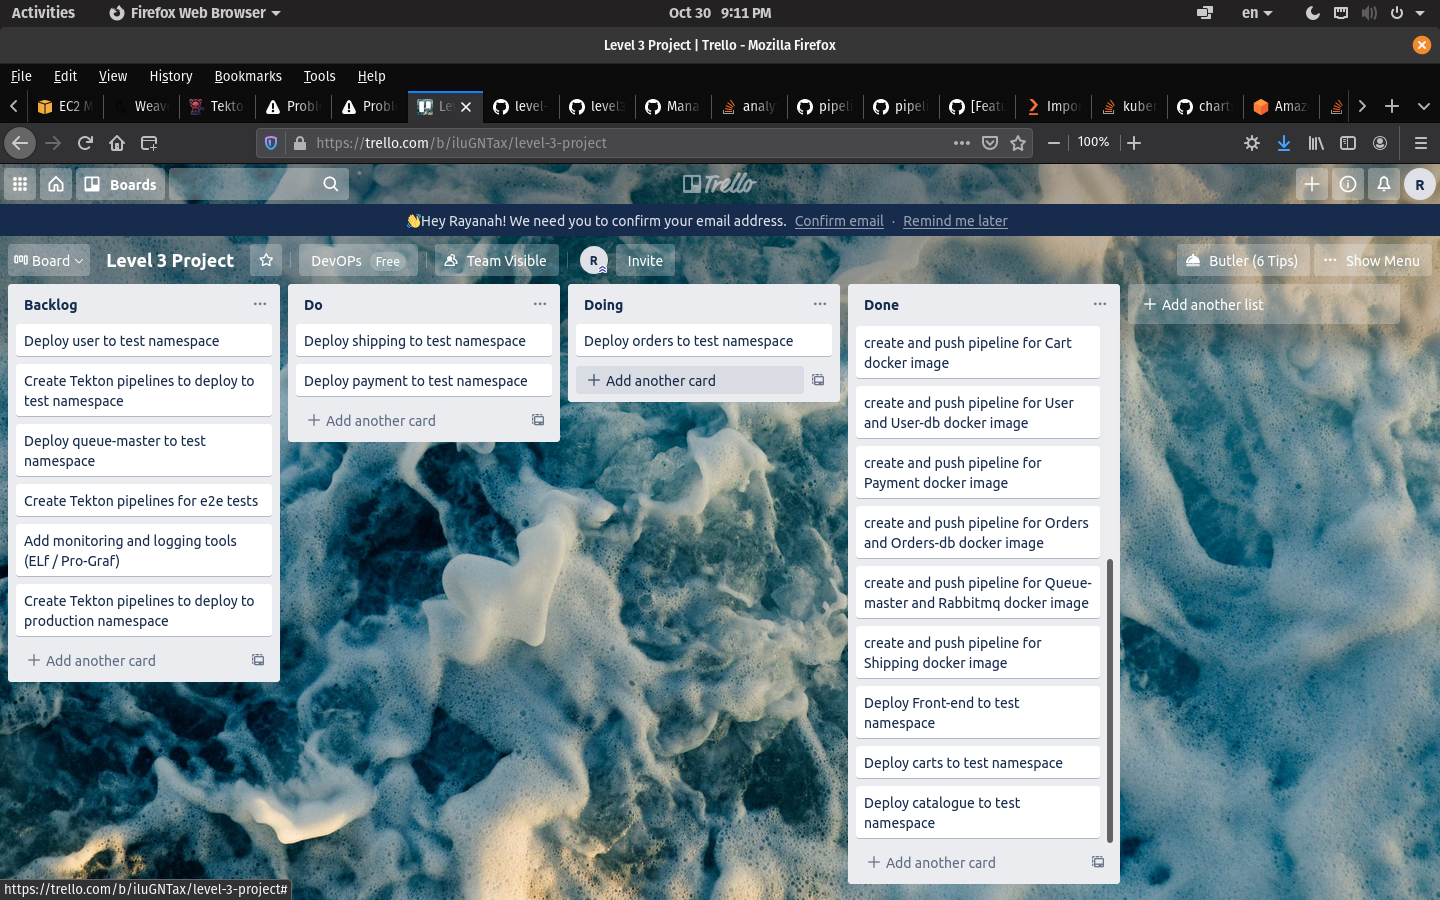 Activities
Firefox Web Browser
Oct 30 9:11 PM
en
Level 3 Project | Trello - Mozilla Firefox
File Edit View History Bookmarks Tools Help
EC2 M
Weav
Tekto
Probl
Probl
Le
level-
level3
Mana
analy
pipeli
pipeli
[Featu
Impo
kuber
chart
Amaz
https://trello.com/b/iluGNTax/level-3-project
100%
Boards
Trello
R
👋Hey Rayanah! We need you to confirm your email address. Confirm email · Remind me later
Board
Level 3 Project
DevOPs Free
Team Visible
R
Invite
Butler (6 Tips)
Show Menu
Backlog
Deploy user to test namespace
Create Tekton pipelines to deploy to
test namespace
Deploy queue-master to test
namespace
Create Tekton pipelines for e2e tests
Add monitoring and logging tools
(ELf / Pro-Graf)
Create Tekton pipelines to deploy to
production namespace
Add another card
Do
Deploy shipping to test namespace
Deploy payment to test namespace
Add another card
Doing
Deploy orders to test namespace
Add another card
Done
create and push pipeline for Cart
docker image
create and push pipeline for User
and User-db docker image
create and push pipeline for
Payment docker image
create and push pipeline for Orders
and Orders-db docker image
create and push pipeline for Queue-
master and Rabbitmq docker image
create and push pipeline for
Shipping docker image
Deploy Front-end to test
namespace
Deploy carts to test namespace
Deploy catalogue to test
namespace
Add another card
Add another list
https://trello.com/b/iluGNTax/level-3-project#